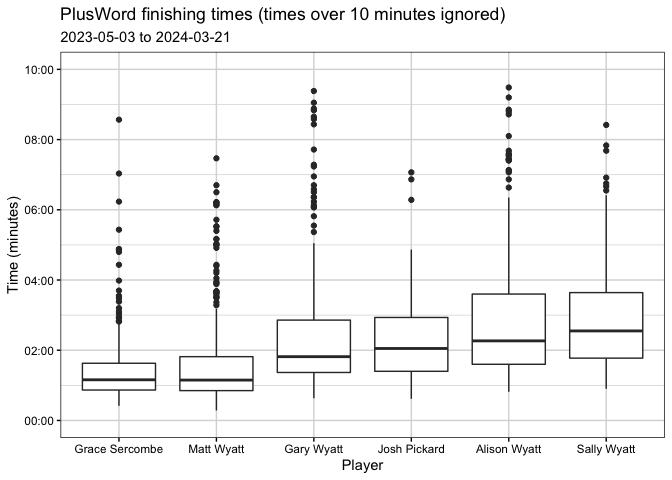 PlusWord finishing times (times over 10 minutes ignored)
2023-05-03 to 2024-03-21
Time (minutes)
10:00
08:00
06:00
04:00
02:00
00:00
Grace Sercombe Matt Wyatt Gary Wyatt Josh Pickard Alison Wyatt Sally Wyatt
Player